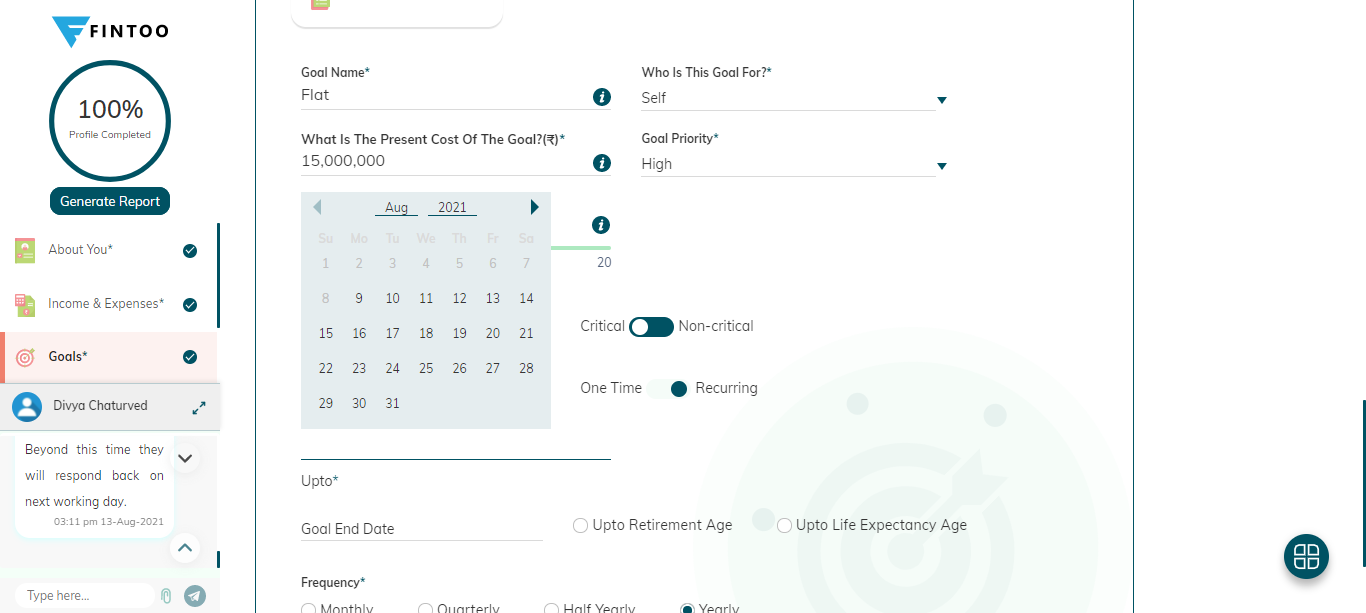 FINTOO
100%
Profile Completed
Generate Report
About You*
Income & Expenses*
Goals*
Divya Chaturved
Beyond this time they
will respond back on
next working day.
03:11 pm 13-Aug-2021
Type here...
Goal Name*
Flat
Who Is This Goal For?*
Self
What Is The Present Cost Of The Goal?(₹)*
15,000,000
Goal Priority*
High
Aug 2021
Su Mo Tu We Th Fr Sa
1 2 3 4 5 6 7
8 9 10 11 12 13 14
15 16 17 18 19 20 21
22 23 24 25 26 27 28
29 30 31
20
Critical Non-critical
One Time Recurring
Upto*
Goal End Date
Upto Retirement Age Upto Life Expectancy Age
Frequency*
Monthly Quarterly Half Yearly Yearly